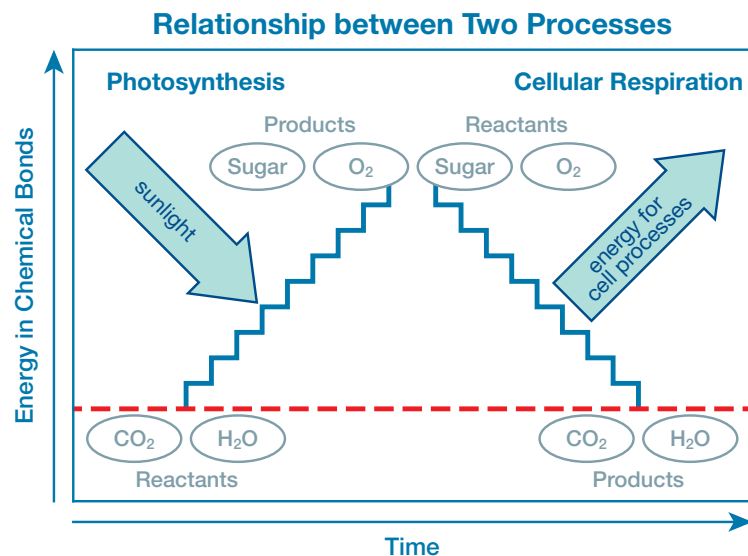 Relationship between Two Processes
Energy in Chemical Bonds
Photosynthesis
Cellular Respiration
Products
Reactants
Sugar
O₂
Sugar
O₂
sunlight
energy for
cell processes
CO₂
H₂O
CO₂
H₂O
Reactants
Products
Time